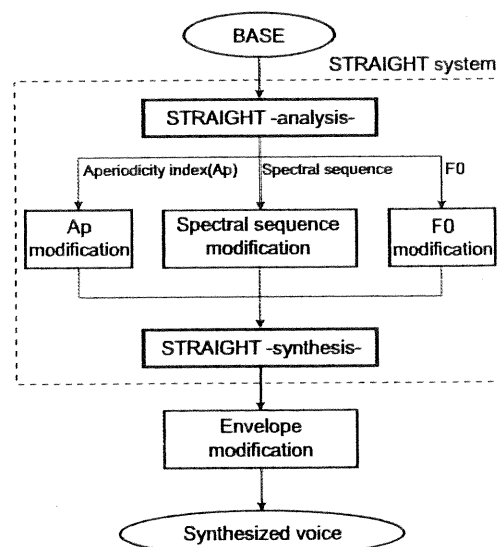 BASE
STRAIGHT system
STRAIGHT -analysis-
Aperiodicity index(Ap)
Spectral sequence
F0
Ap
modification
Spectral sequence
modification
F0
modification
STRAIGHT -synthesis-
Envelope
modification
Synthesized voice